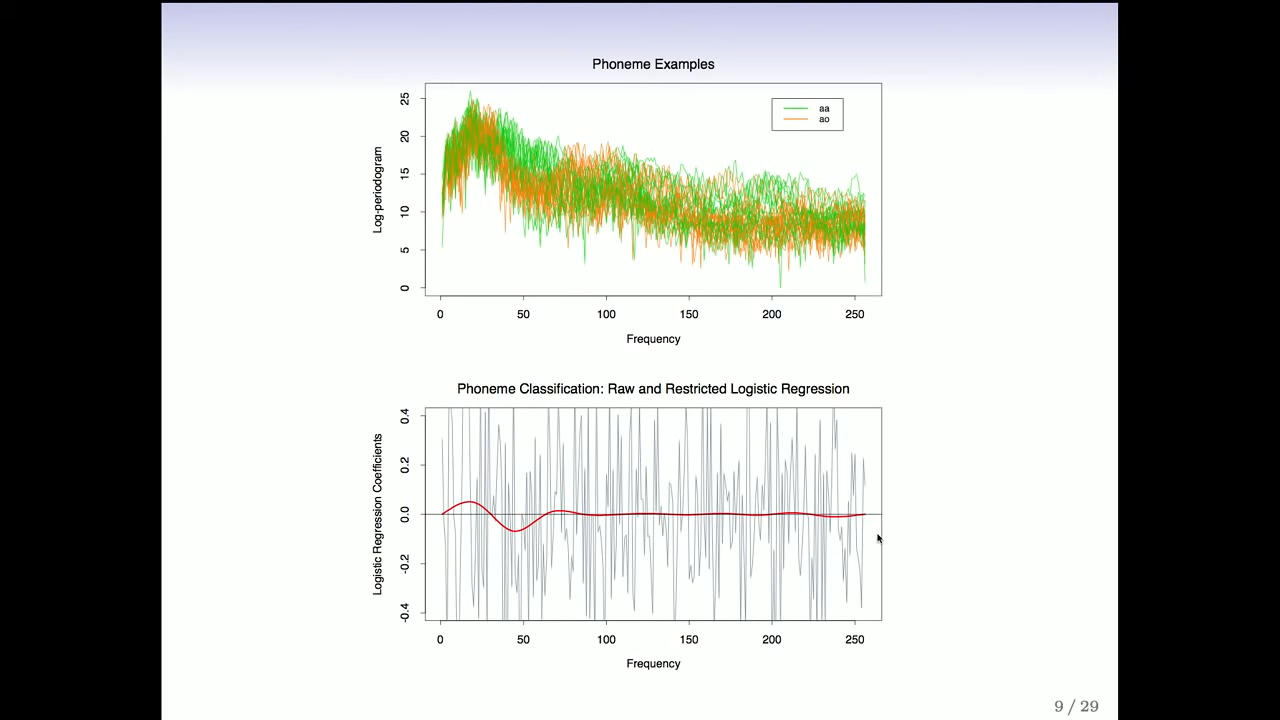 Phoneme Examples
25
20
15
10
5
0
Log-periodogram
aa
ao
0 50 100 150 200 250
Frequency
Phoneme Classification: Raw and Restricted Logistic Regression
0.4
0.2
0.0
-0.2
-0.4
Logistic Regression Coefficients
0 50 100 150 200 250
Frequency
9 / 29